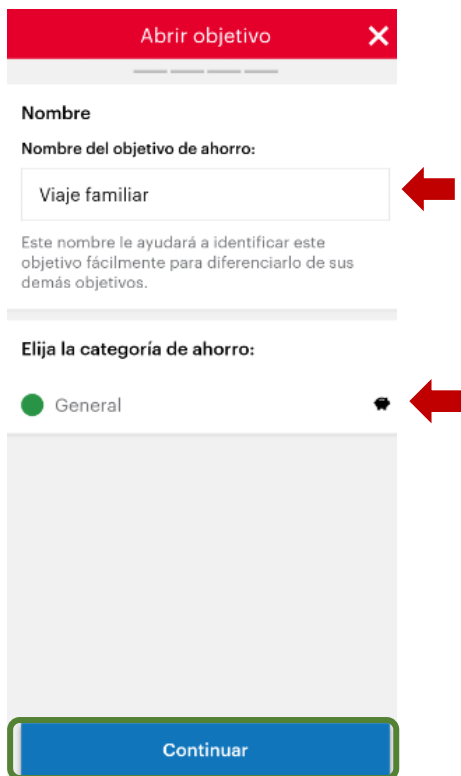 Abrir objetivo
Nombre
Nombre del objetivo de ahorro:
Viaje familiar
Este nombre le ayudará a identificar este
objetivo fácilmente para diferenciarlo de sus
demás objetivos.
Elija la categoría de ahorro:
General
Continuar